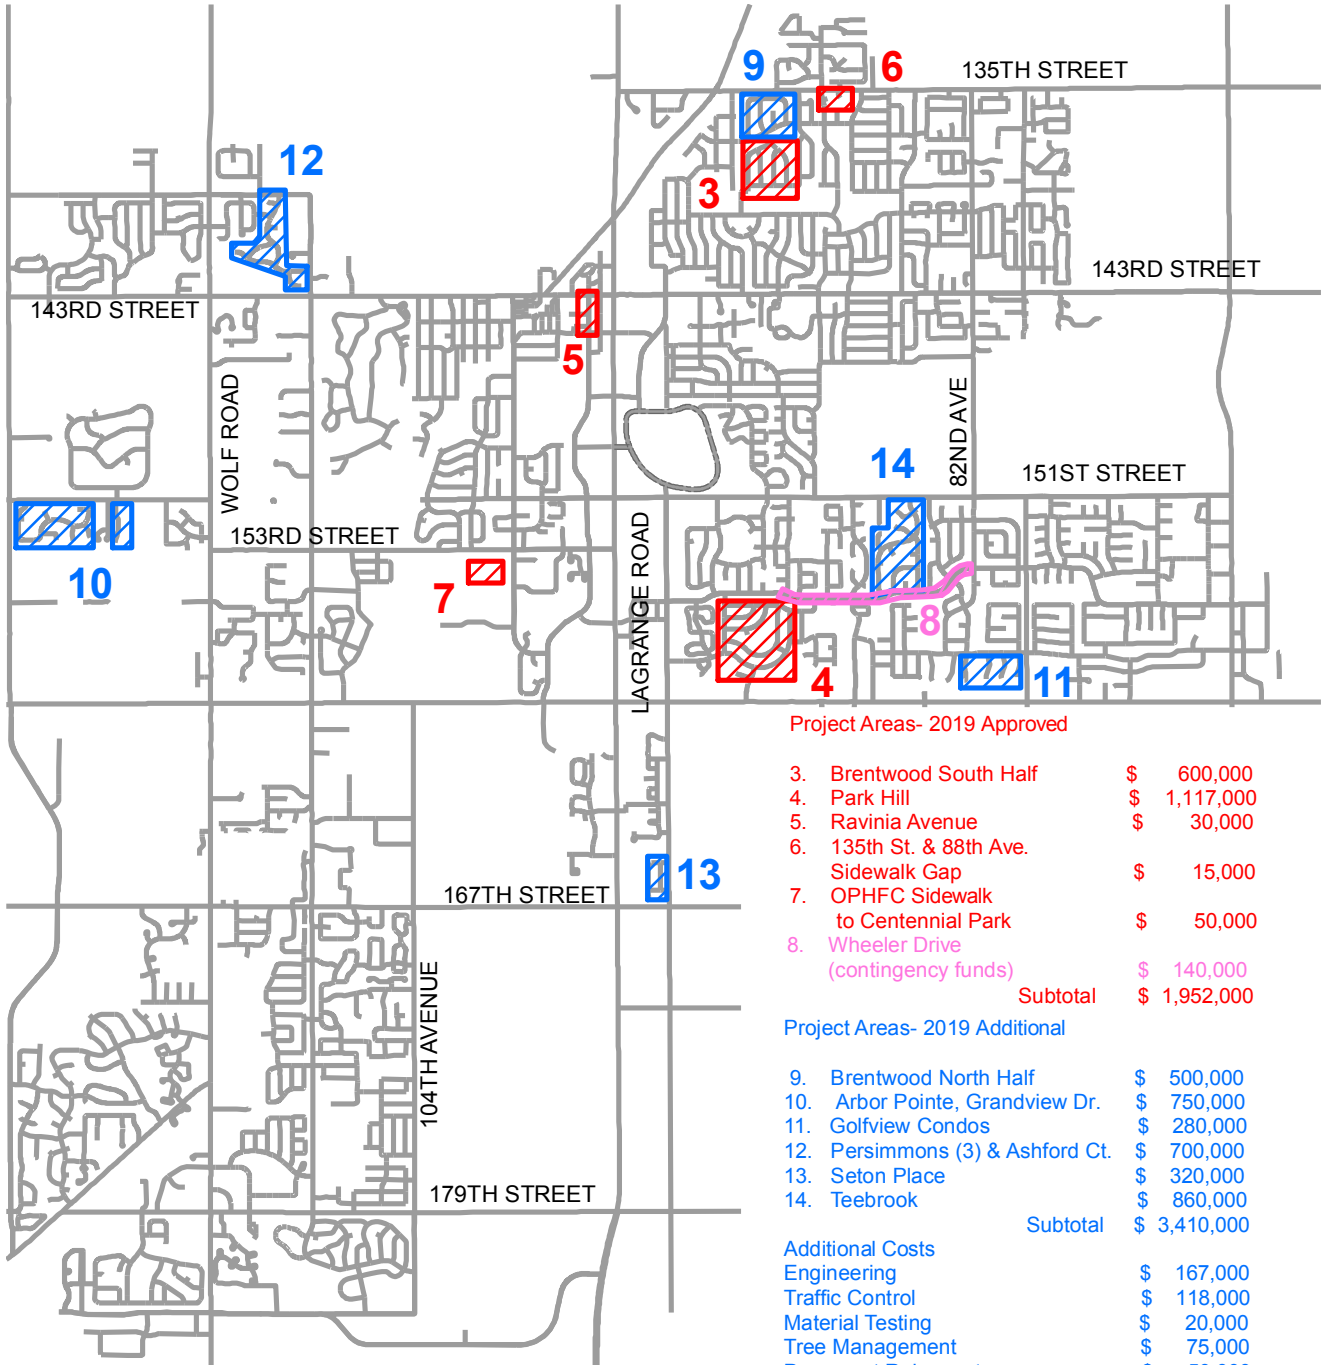 9
6
135TH STREET
12
3
143RD STREET
143RD STREET
5
WOLF ROAD
82ND AVE
14
151ST STREET
153RD STREET
LAGRANGE ROAD
10
7
8
4
11
Project Areas- 2019 Approved
3. Brentwood South Half $ 600,000
4. Park Hill $ 1,117,000
5. Ravinia Avenue $ 30,000
6. 135th St. & 88th Ave.
Sidewalk Gap $ 15,000
7. OPHFC Sidewalk
to Centennial Park $ 50,000
8. Wheeler Drive
(contingency funds) $ 140,000
Subtotal $ 1,952,000
13
167TH STREET
104TH AVENUE
179TH STREET
Project Areas- 2019 Additional
9. Brentwood North Half $ 500,000
10. Arbor Pointe, Grandview Dr. $ 750,000
11. Golfview Condos $ 280,000
12. Persimmons (3) & Ashford Ct. $ 700,000
13. Seton Place $ 320,000
14. Teebrook $ 860,000
Subtotal $ 3,410,000
Additional Costs
Engineering $ 167,000
Traffic Control $ 118,000
Material Testing $ 20,000
Tree Management $ 75,000